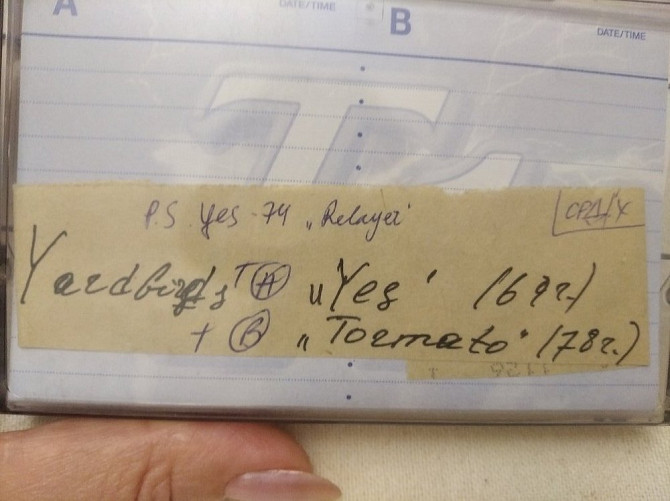 A DATE/TIME B DATE/TIME
P.S. Yes - 74 „Relayer"
Yardbirds + (A) „Yes" (69г.)
+ (B) „Tormato" (78г.)